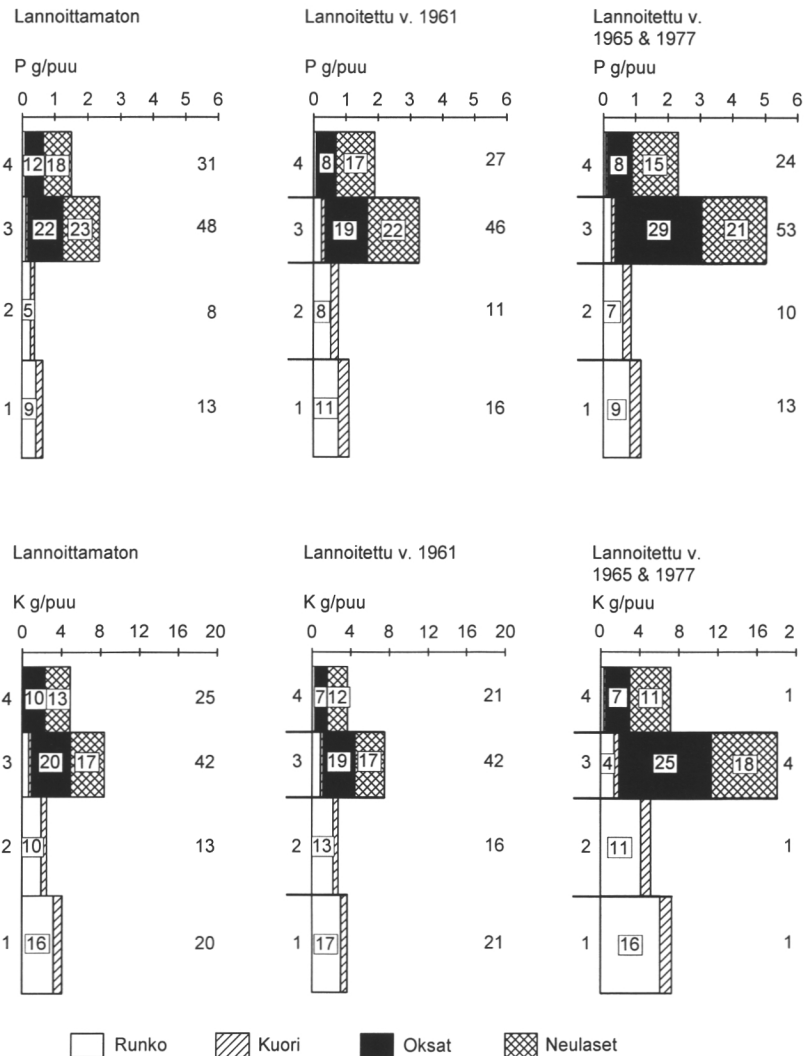 Lannoittamaton Lannoitettu v. 1961 Lannoitettu v.
1965 & 1977
P g/puu P g/puu P g/puu
0 1 2 3 4 5 6 0 1 2 3 4 5 6 0 1 2 3 4 5 6
4 12 18 31 4 8 17 27 4 8 15 24
3 22 23 48 3 19 22 46 3 29 21 53
2 5 8 2 8 11 2 7 10
1 9 13 1 11 16 1 9 13
Lannoittamaton Lannoitettu v. 1961 Lannoitettu v.
1965 & 1977
K g/puu K g/puu K g/puu
0 4 8 12 16 20 0 4 8 12 16 20 0 4 8 12 16 2
4 10 13 25 4 7 12 21 4 7 11 1
3 20 17 42 3 19 17 42 3 4 25 18 4
2 10 13 2 13 16 2 11 1
1 16 20 1 17 21 1 16 1
Runko Kuori Oksat Neulaset